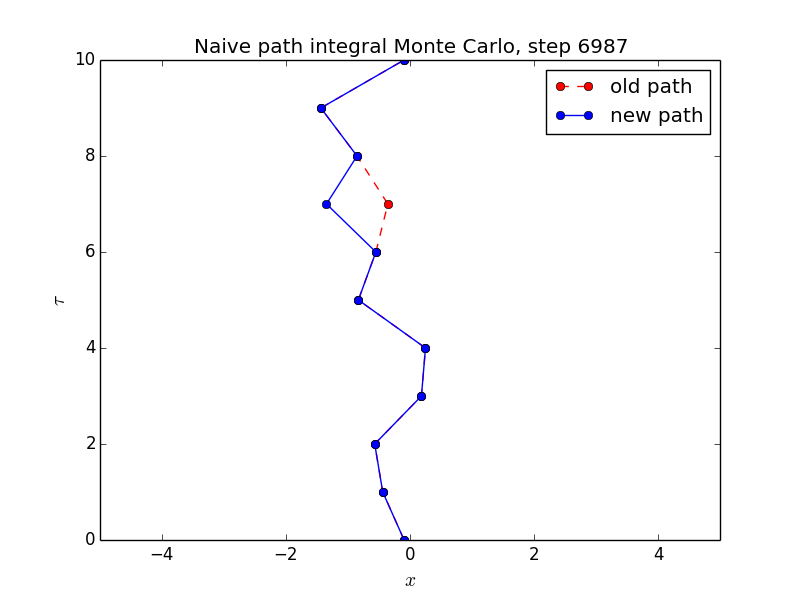 Naive path integral Monte Carlo, step 6987
old path
new path
10
8
6
4
2
0
τ
−4 −2 0 2 4
x